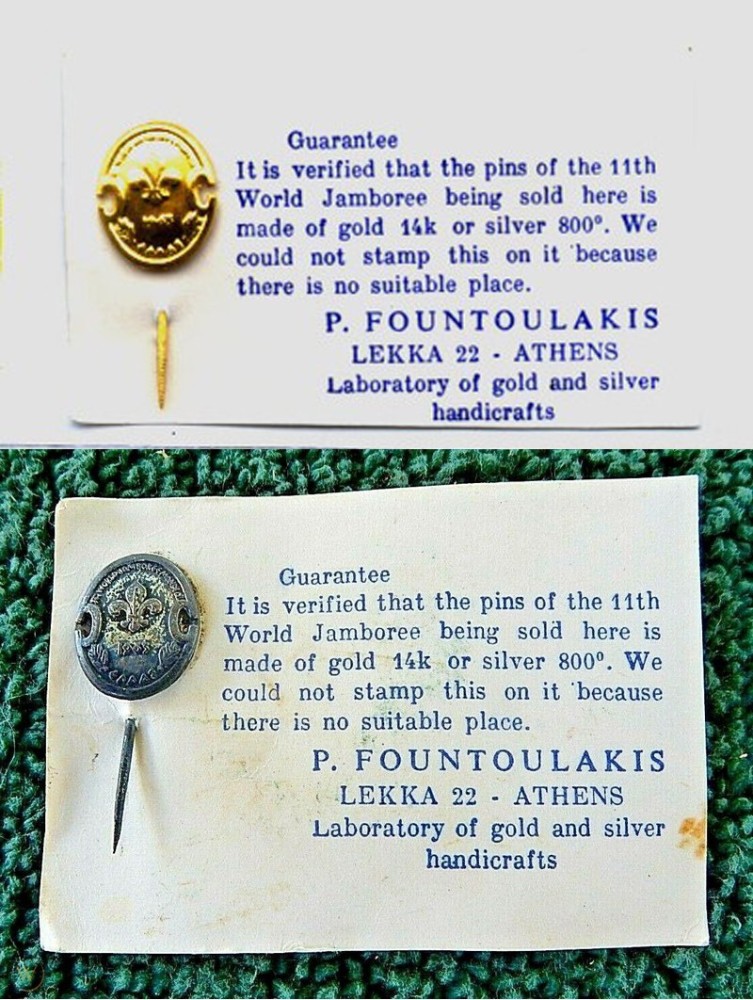 Guarantee
It is verified that the pins of the 11th
World Jamboree being sold here is
made of gold 14k or silver 800°. We
could not stamp this on it because
there is no suitable place.
P. FOUNTOULAKIS
LEKKA 22 - ATHENS
Laboratory of gold and silver
handicrafts
Guarantee
It is verified that the pins of the 11th
World Jamboree being sold here is
made of gold 14k or silver 800°. We
could not stamp this on it because
there is no suitable place.
P. FOUNTOULAKIS
LEKKA 22 - ATHENS
Laboratory of gold and silver
handicrafts